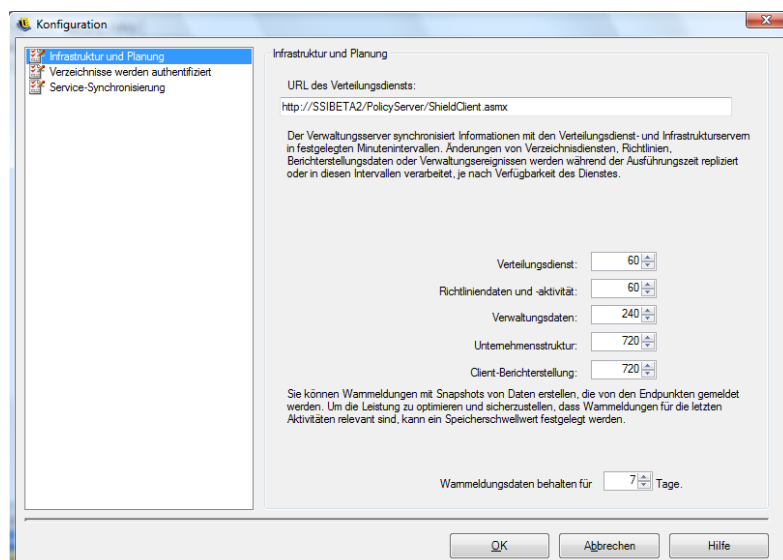 Konfiguration
Infrastruktur und Planung
Verzeichnisse werden authentifiziert
Service-Synchronisierung
Infrastruktur und Planung
URL des Verteilungsdiensts:
http://SSIBETA2/PolicyServer/ShieldClient.asmx
Der Verwaltungsserver synchronisiert Informationen mit den Verteilungsdienst- und Infrastrukturservern
in festgelegten Minutenintervallen. Änderungen von Verzeichnisdiensten, Richtlinien,
Berichterstellungsdaten oder Verwaltungsereignissen werden während der Ausführungszeit repliziert
oder in diesen Intervallen verarbeitet, je nach Verfügbarkeit des Dienstes.
Verteilungsdienst: 60
Richtliniendaten und -aktivität: 60
Verwaltungsdaten: 240
Unternehmensstruktur: 720
Client-Berichterstellung: 720
Sie können Warnmeldungen mit Snapshots von Daten erstellen, die von den Endpunkten gemeldet
werden. Um die Leistung zu optimieren und sicherzustellen, dass Warnmeldungen für die letzten
Aktivitäten relevant sind, kann ein Speicherschwellwert festgelegt werden.
Warnmeldungsdaten behalten für 7 Tage.
OK Abbrechen Hilfe